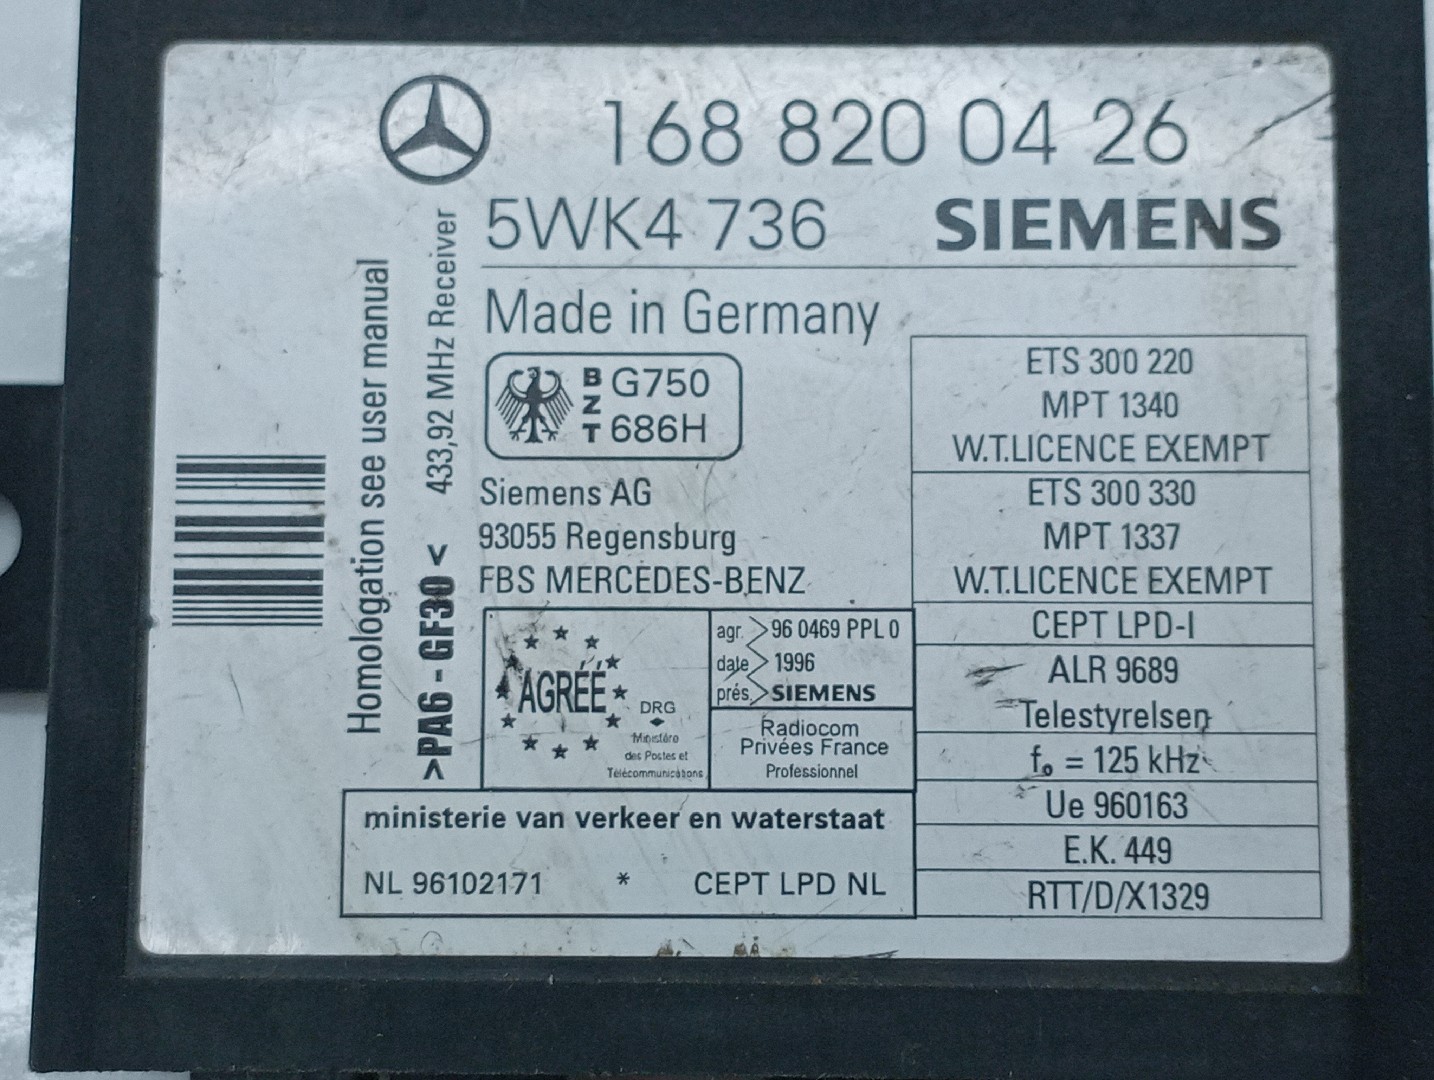 168 820 04 26
5WK4 736 SIEMENS
Homologation see user manual
>PA6 - GF30< 433,92 MHz Receiver
Made in Germany
BZT G750
686H
Siemens AG
93055 Regensburg
FBS MERCEDES-BENZ
AGRÉÉ
DRG
Ministére
des Postes et
Télécommunications
agr. > 96 0469 PPL 0
date > 1996
prés. > SIEMENS
Radiocom
Privées France
Professionnel
ministerie van verkeer en waterstaat
NL 96102171 * CEPT LPD NL
ETS 300 220
MPT 1340
W.T.LICENCE EXEMPT
ETS 300 330
MPT 1337
W.T.LICENCE EXEMPT
CEPT LPD-I
ALR 9689
Telestyrelsen
f₀ = 125 kHz
Ue 960163
E.K. 449
RTT/D/X1329